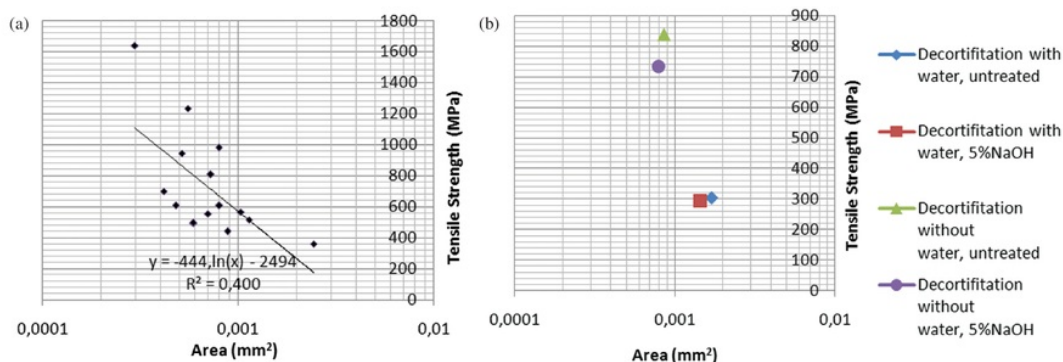 (a)
1800
1600
1400
1200
1000
800
600
400
200
0
Tensile Strength (MPa)
y = -444,ln(x) - 2494
R² = 0,400
0,0001
0,001
0,01
Area (mm²)
(b)
900
800
700
600
500
400
300
200
100
0
Tensile Strength (MPa)
0,0001
0,001
0,01
Area (mm²)
Decortifitation with
water, untreated
Decortifitation with
water, 5%NaOH
Decortifitation
without
water, untreated
Decortifitation
without
water, 5%NaOH